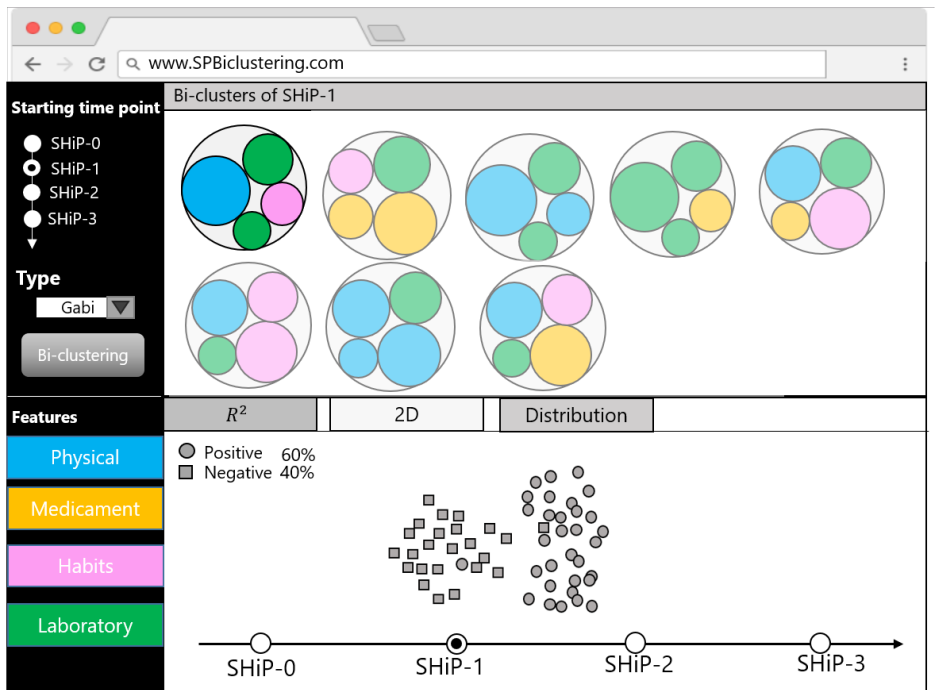 www.SPBiclustering.com
Starting time point
SHiP-0
SHiP-1
SHiP-2
SHiP-3
Type
Gabi
Bi-clustering
Bi-clusters of SHiP-1
Features
Physical
Medicament
Habits
Laboratory
R² 2D Distribution
Positive 60%
Negative 40%
SHiP-0 SHiP-1 SHiP-2 SHiP-3